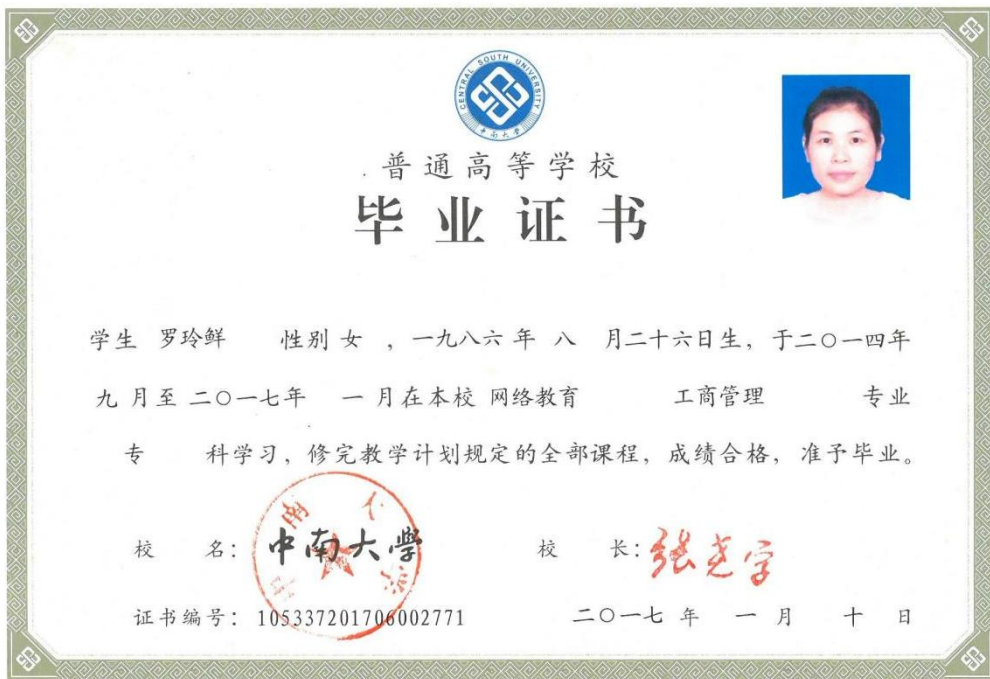 CENTRAL SOUTH UNIVERSITY
中南大学
普通高等学校
毕业证书
学生 罗玲鲜 性别 女 ，一九八六 年 八 月二十六日生，于二〇一四年
九 月至 二〇一七年 一 月在本校 网络教育 工商管理 专业
专 科学习，修完教学计划规定的全部课程，成绩合格，准予毕业。
校 名：中南大學
中南大学
校 长：张尧学
证书编号：105337201706002771
二〇一七 年 一 月 十 日